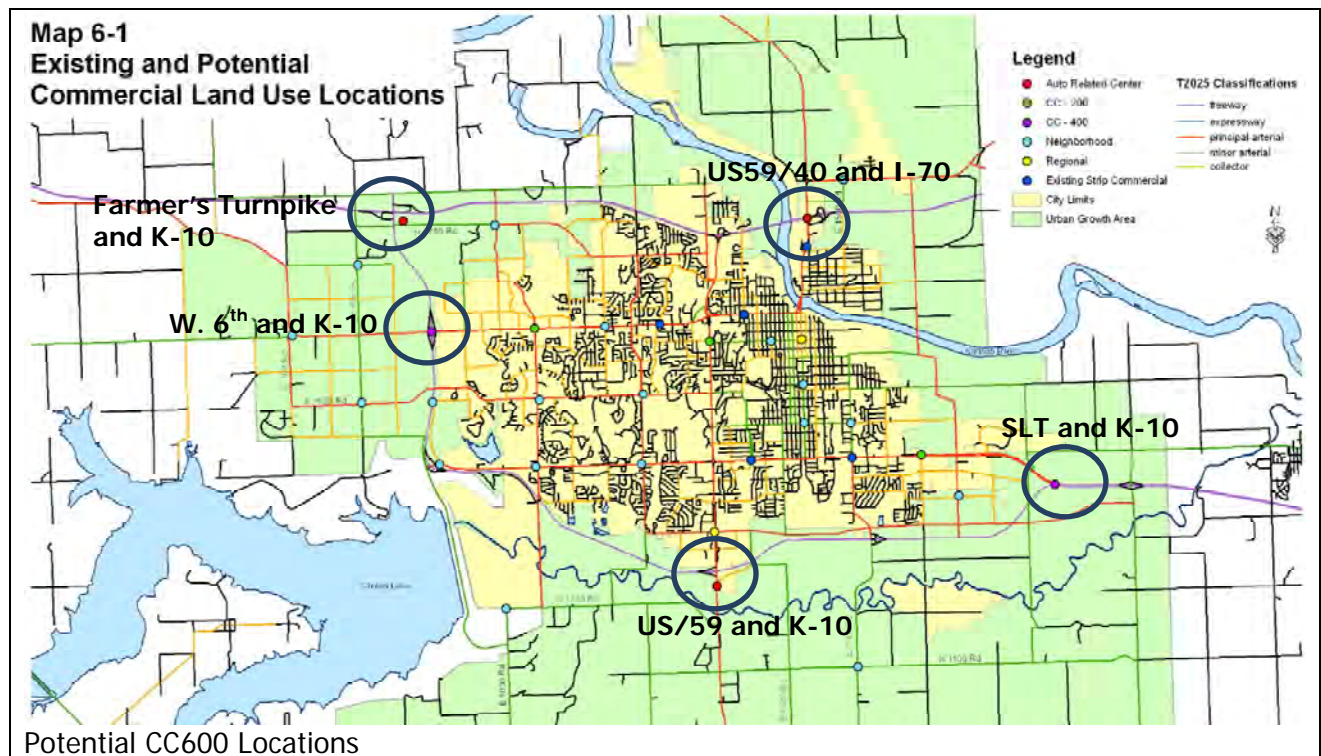 Map 6-1
Existing and Potential
Commercial Land Use Locations
Legend
Auto Related Center
CC - 200
CC - 400
Neighborhood
Regional
Existing Strip Commercial
City Limits
Urban Growth Area
T2025 Classifications
freeway
expressway
principal arterial
minor arterial
collector
N
US59/40 and I-70
Farmer's Turnpike
and K-10
W. 6th and K-10
SLT and K-10
US/59 and K-10
Clinton Lake
Potential CC600 Locations